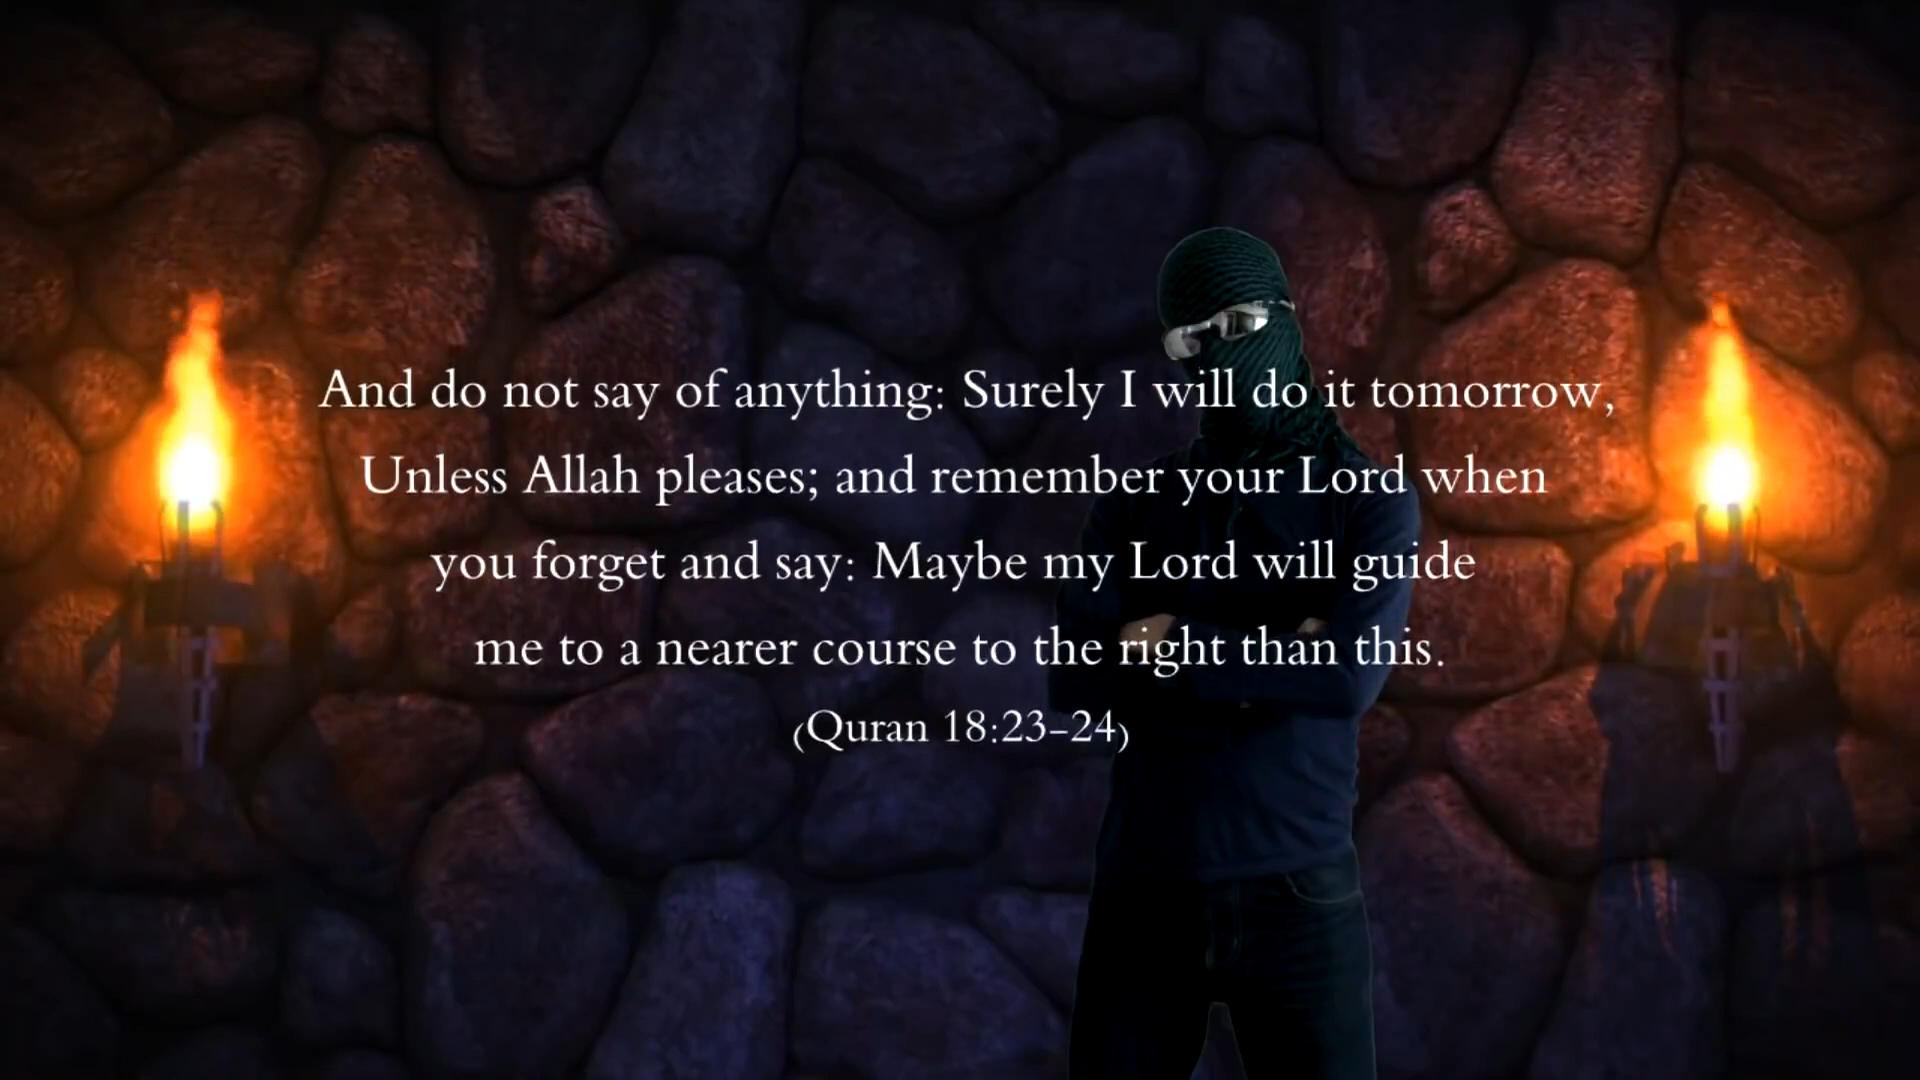 And do not say of anything: Surely I will do it tomorrow,
Unless Allah pleases; and remember your Lord when
you forget and say: Maybe my Lord will guide
me to a nearer course to the right than this.
(Quran 18:23-24)